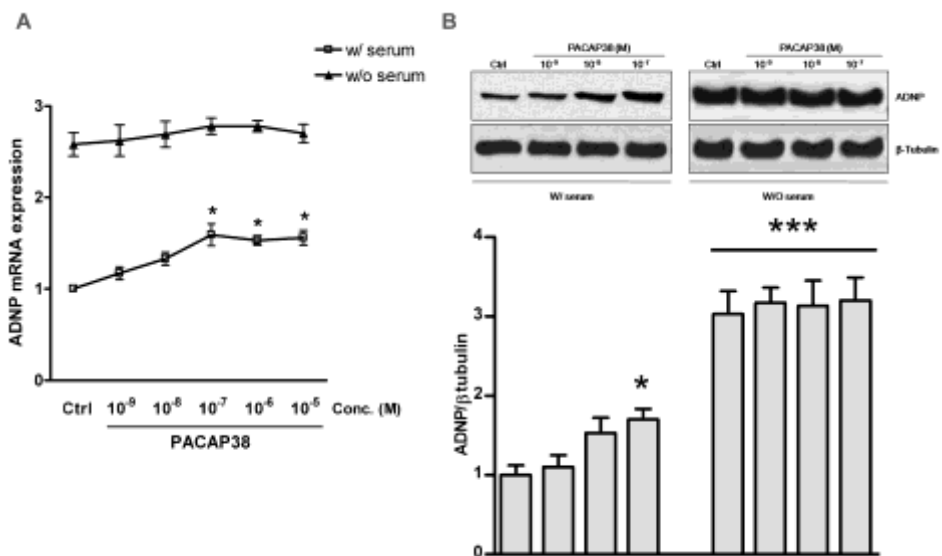 A
w/ serum
w/o serum
ADNP mRNA expression
3
2
1
0
* * *
Ctrl 10-9 10-8 10-7 10-6 10-5 Conc. (M)
PACAP38
B
PACAP38 (M) PACAP38 (M)
Ctrl 10-9 10-8 10-7 Ctrl 10-9 10-8 10-7
ADNP
β-Tubulin
W/ serum W/O serum
ADNP/βtubulin
4
3
2
1
0
*
***